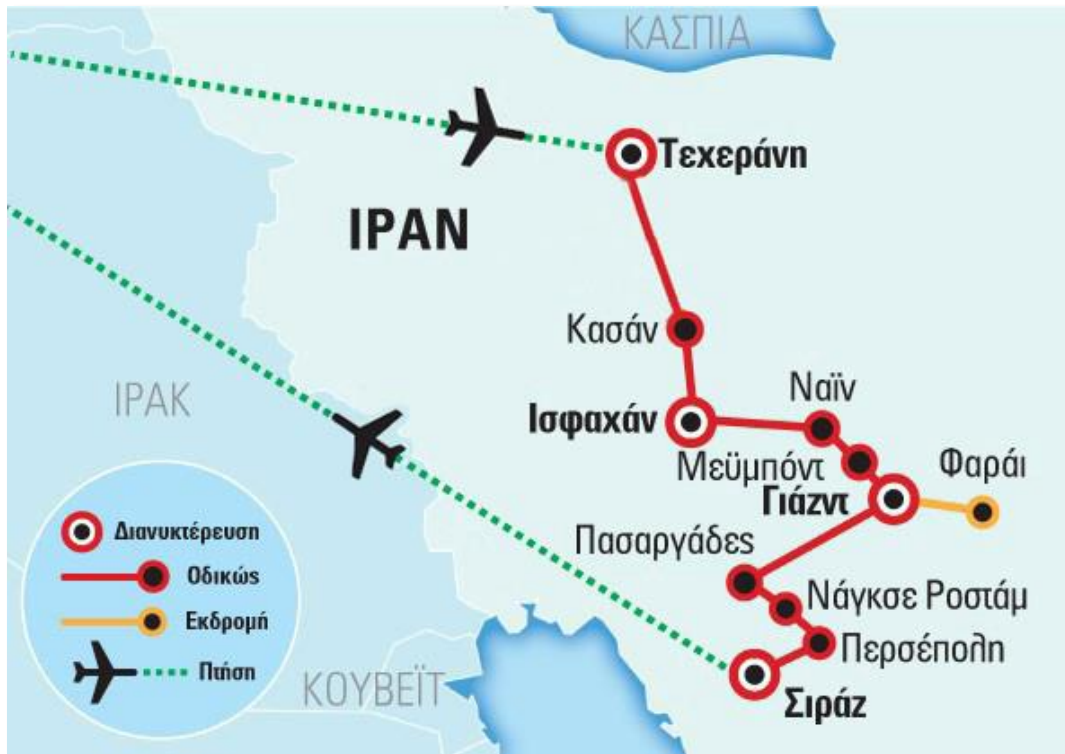 ΚΑΣΠΙΑ
Τεχεράνη
ΙΡΑΝ
Κασάν
Ναϊν
ΙΡΑΚ
Ισφαχάν
Μεϋμπόντ
Φαράι
Γιάζντ
Διανυκτέρευση
Πασαργάδες
Οδικώς
Νάγκσε Ροστάμ
Εκδρομή
Περσέπολη
Πτήση
ΚΟΥΒΕΪΤ
Σιράζ